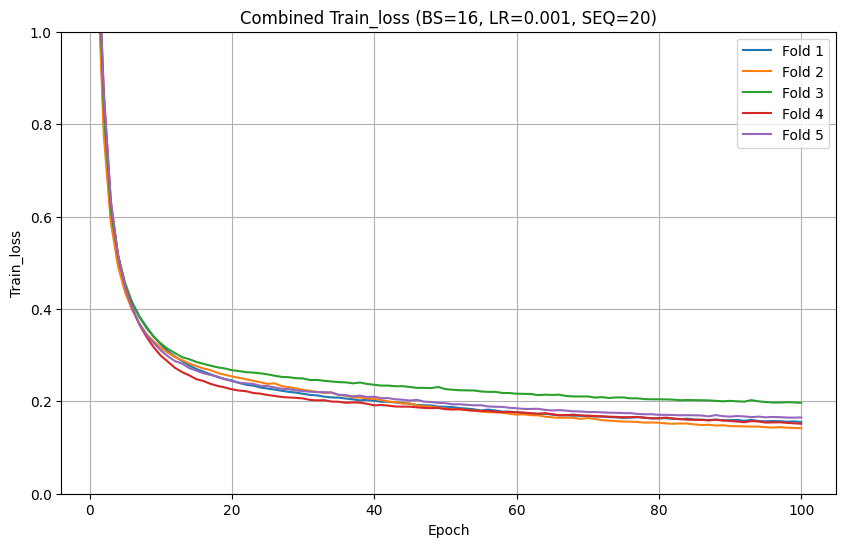 Combined Train_loss (BS=16, LR=0.001, SEQ=20)
1.0
0.8
0.6
0.4
0.2
0.0
Train_loss
Fold 1
Fold 2
Fold 3
Fold 4
Fold 5
0 20 40 60 80 100
Epoch